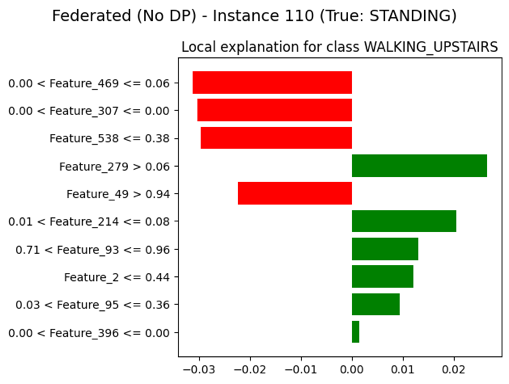 Federated (No DP) - Instance 110 (True: STANDING)
Local explanation for class WALKING_UPSTAIRS
0.00 < Feature_469 <= 0.06
0.00 < Feature_307 <= 0.00
Feature_538 <= 0.38
Feature_279 > 0.06
Feature_49 > 0.94
0.01 < Feature_214 <= 0.08
0.71 < Feature_93 <= 0.96
Feature_2 <= 0.44
0.03 < Feature_95 <= 0.36
0.00 < Feature_396 <= 0.00
−0.03 −0.02 −0.01 0.00 0.01 0.02